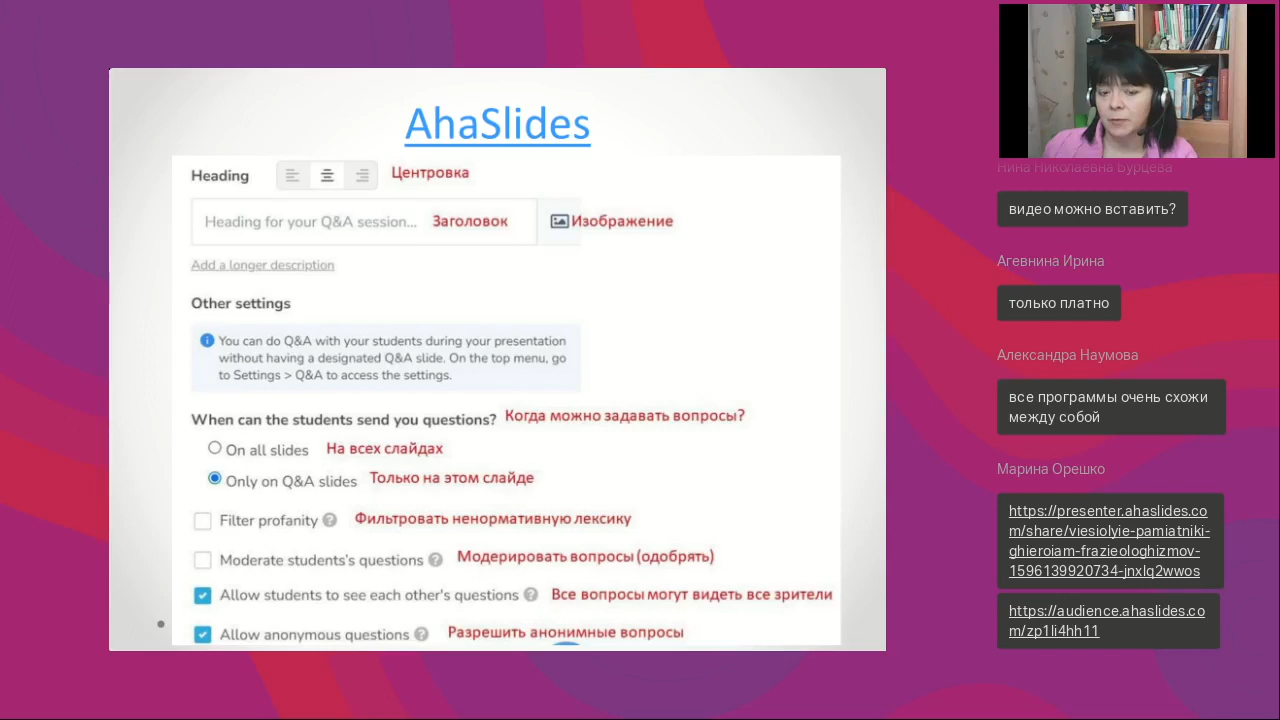 AhaSlides
Heading
Центровка
Heading for your Q&A session...
Заголовок
Изображение
Add a longer description
Other settings
You can do Q&A with your students during your presentation
without having a designated Q&A slide. On the top menu, go
to Settings > Q&A to access the settings.
When can the students send you questions? Когда можно задавать вопросы?
On all slides На всех слайдах
Only on Q&A slides Только на этом слайде
Filter profanity Фильтровать ненормативную лексику
Moderate students's questions Модерировать вопросы (одобрять)
Allow students to see each other's questions Все вопросы могут видеть все зрители
Allow anonymous questions Разрешить анонимные вопросы
Нина Николаевна Бурцева
видео можно вставить?
Агевнина Ирина
только платно
Александра Наумова
все программы очень схожи
между собой
Марина Орешко
https://presenter.ahaslides.co
m/share/viesiolyie-pamiatniki-
ghieroiam-frazieologhizmov-
1596139920734-jnxlq2wwos
https://audience.ahaslides.co
m/zp1li4hh11